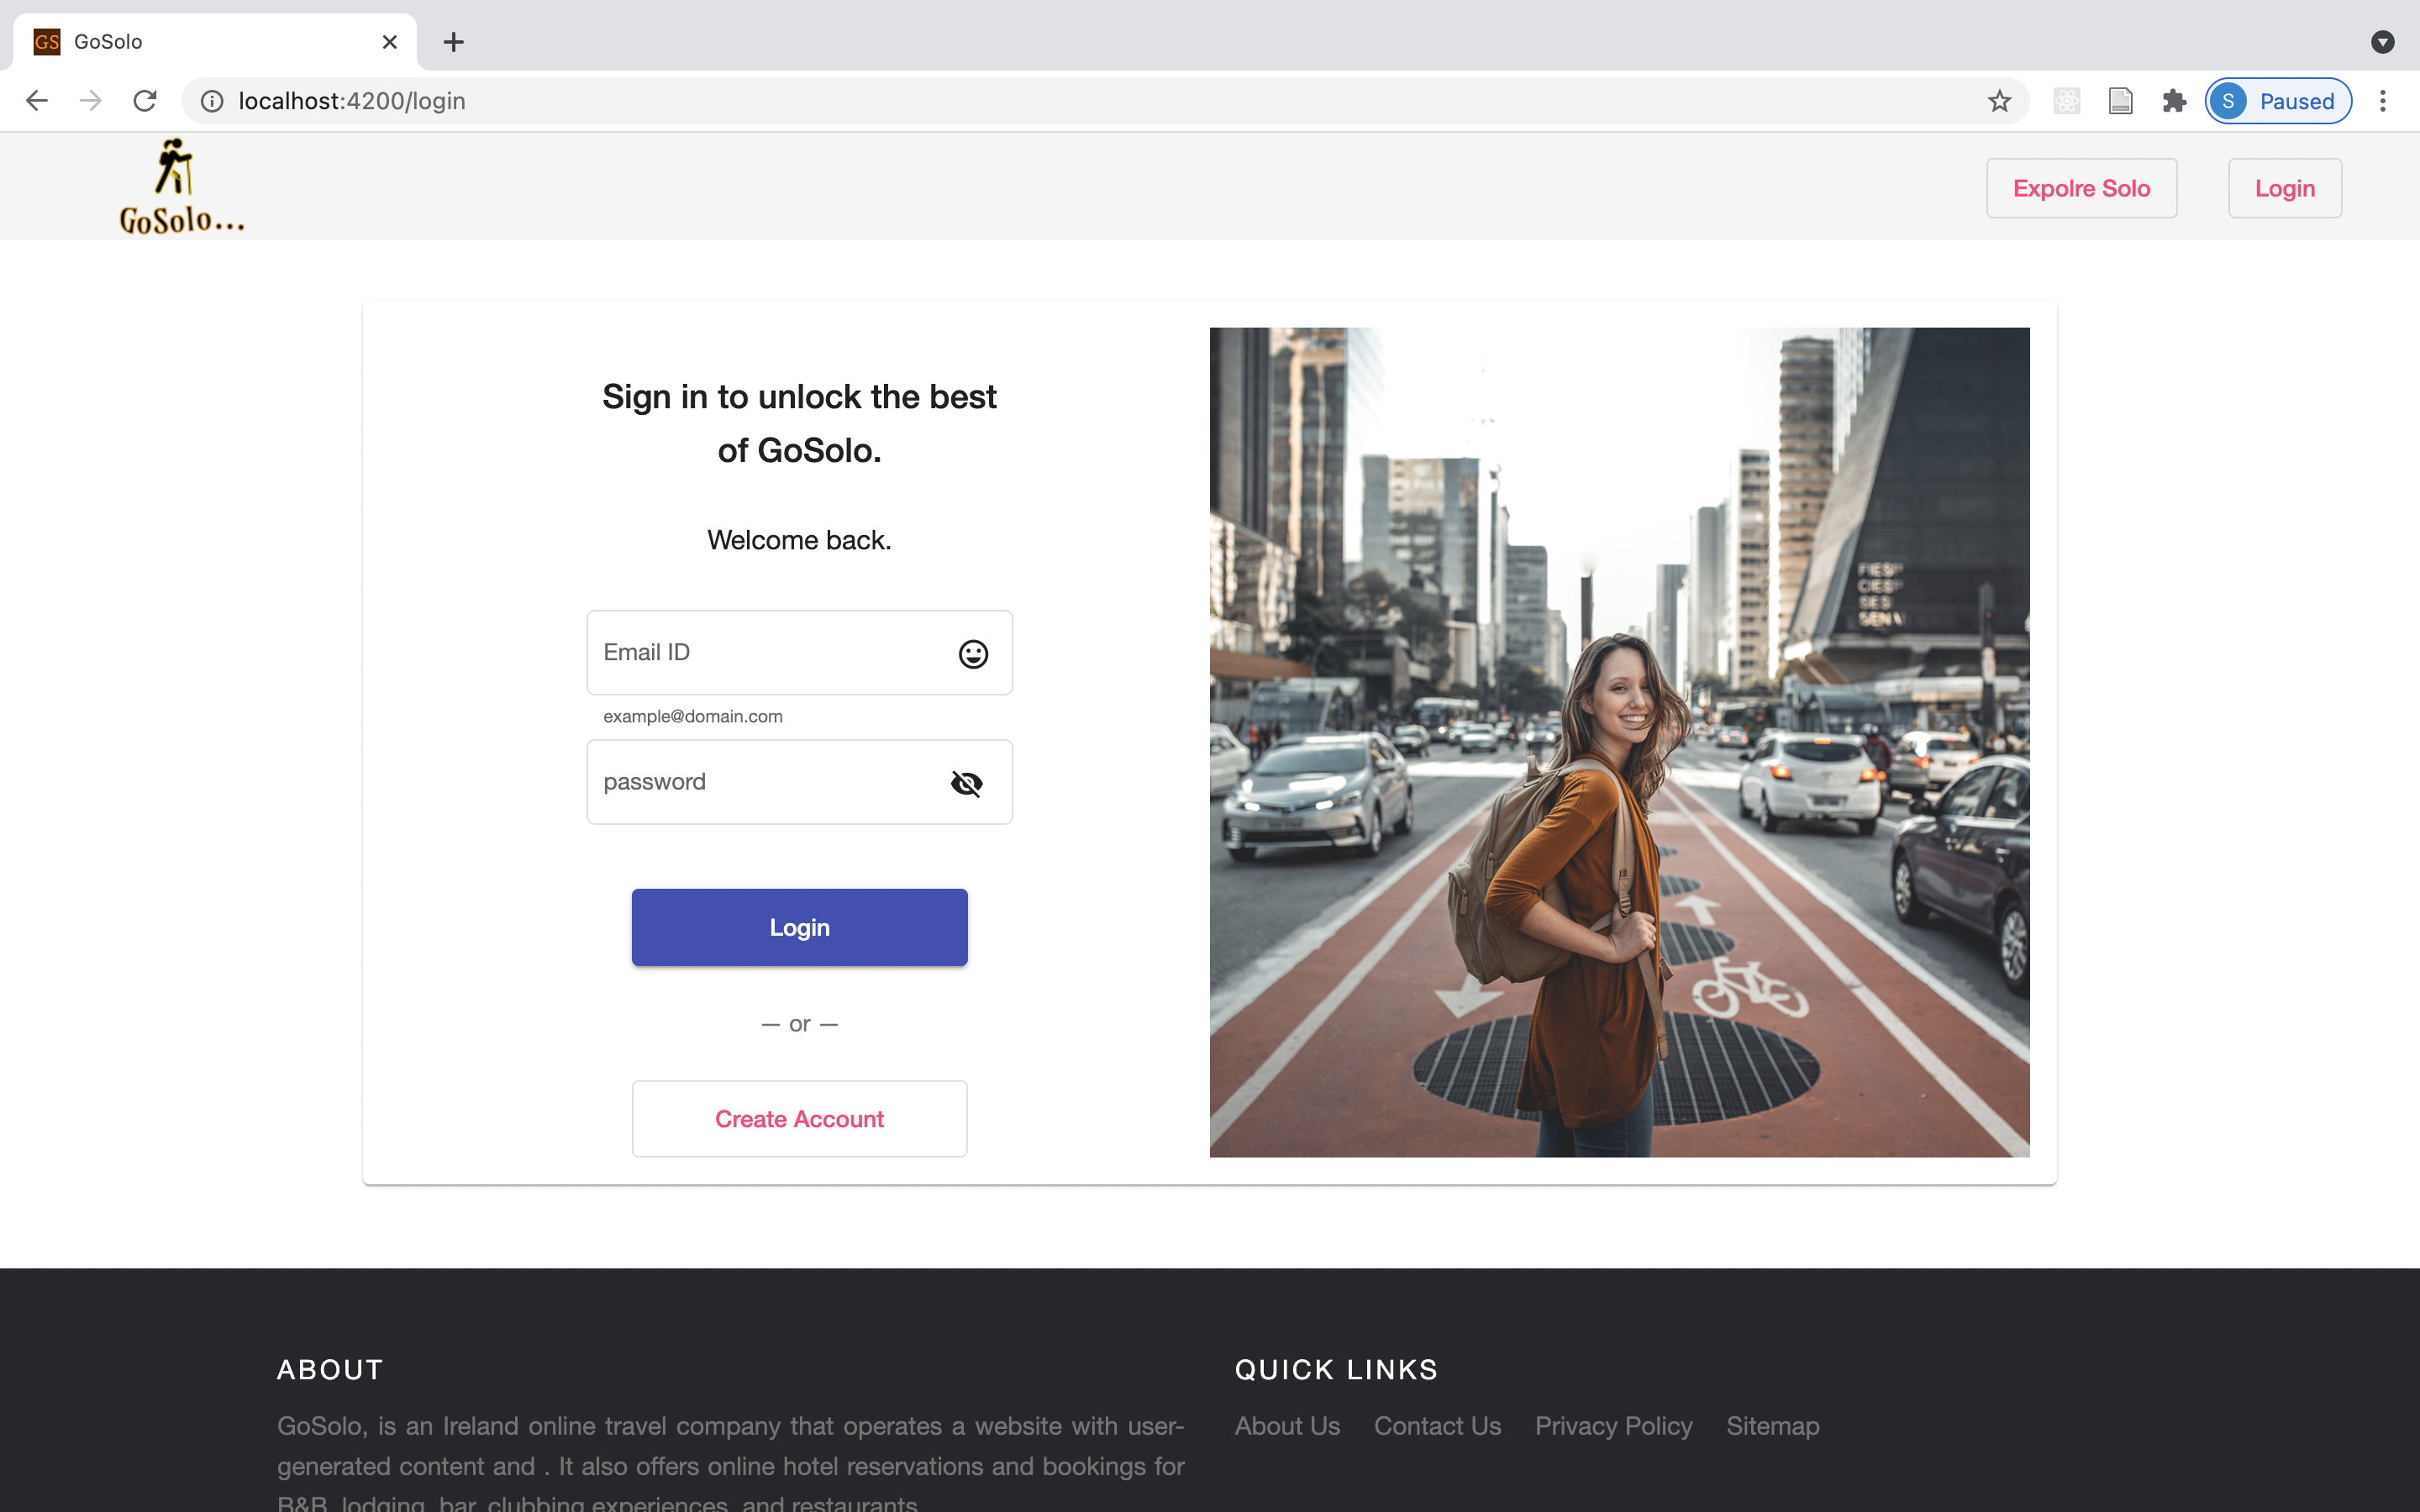 GS GoSolo
localhost:4200/login
S Paused
GoSolo...
Expolre Solo
Login
Sign in to unlock the best
of GoSolo.
Welcome back.
Email ID
example@domain.com
password
Login
— or —
Create Account
FIESP
CIESP
SESI
SENAI
ABOUT
GoSolo, is an Ireland online travel company that operates a website with user-
generated content and . It also offers online hotel reservations and bookings for
B&B, lodging, bar, clubbing experiences, and restaurants
QUICK LINKS
About Us Contact Us Privacy Policy Sitemap